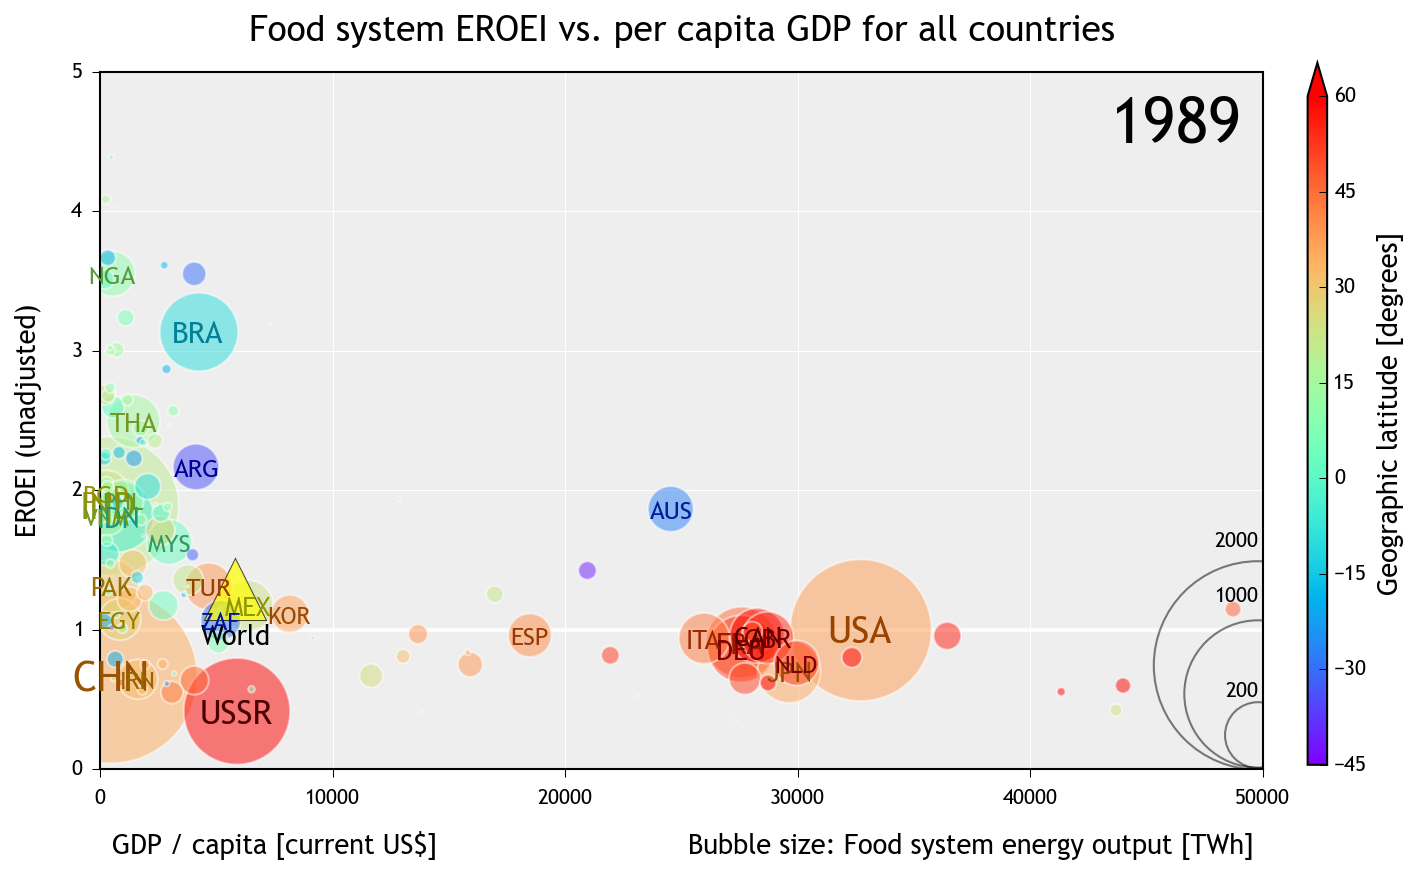 Food system EROEI vs. per capita GDP for all countries
1989
EROEI (unadjusted)
5
4
3
2
1
0
NGA
BRA
THA
ARG
BGD
AUS
MYS
PAK
TUR
MEX
EGY
ZAF
KOR
World
ESP
ITA
USA
DEU
NLD
JPN
CHN
IRN
USSR
2000
1000
200
0
10000
20000
30000
40000
50000
GDP / capita [current US$]
Bubble size: Food system energy output [TWh]
60
45
30
15
0
−15
−30
−45
Geographic latitude [degrees]